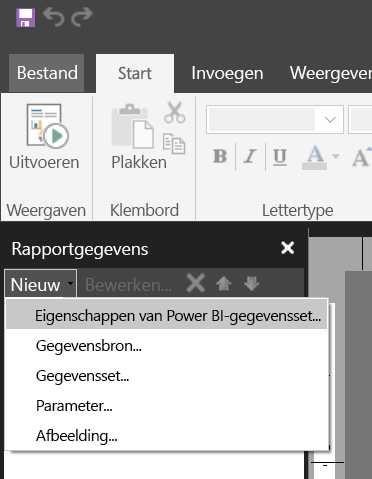 Bestand Start Invoegen Weergeven
Uitvoeren Plakken
B I U A A
Weergaven Klembord Lettertype
Rapportgegevens
Nieuw Bewerken...
Eigenschappen van Power BI-gegevensset...
Gegevensbron...
Gegevensset...
Parameter...
Afbeelding...